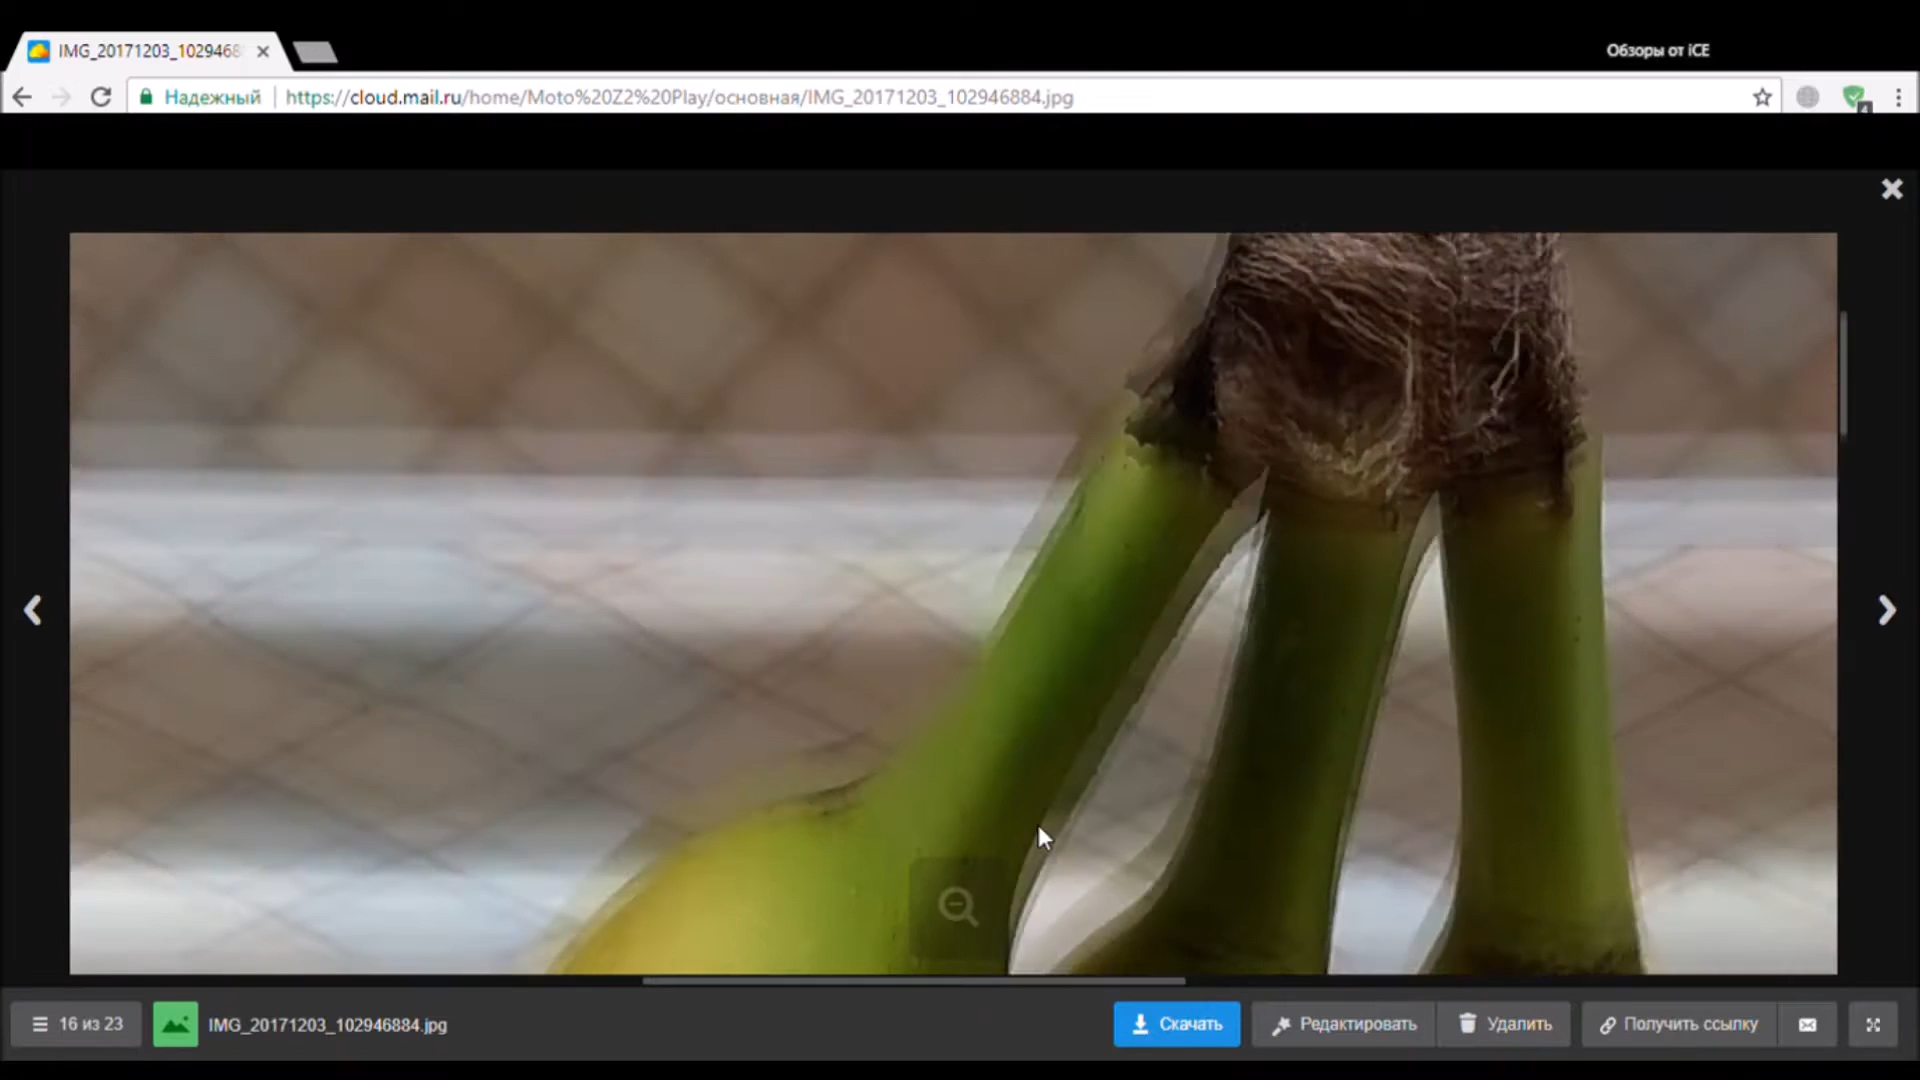 IMG_20171203_1029468
Обзоры от iCE
Надежный
https://cloud.mail.ru/home/Moto%20Z2%20Play/основная/IMG_20171203_102946884.jpg
4
16 из 23
IMG_20171203_102946884.jpg
Скачать
Редактировать
Удалить
Получить ссылку